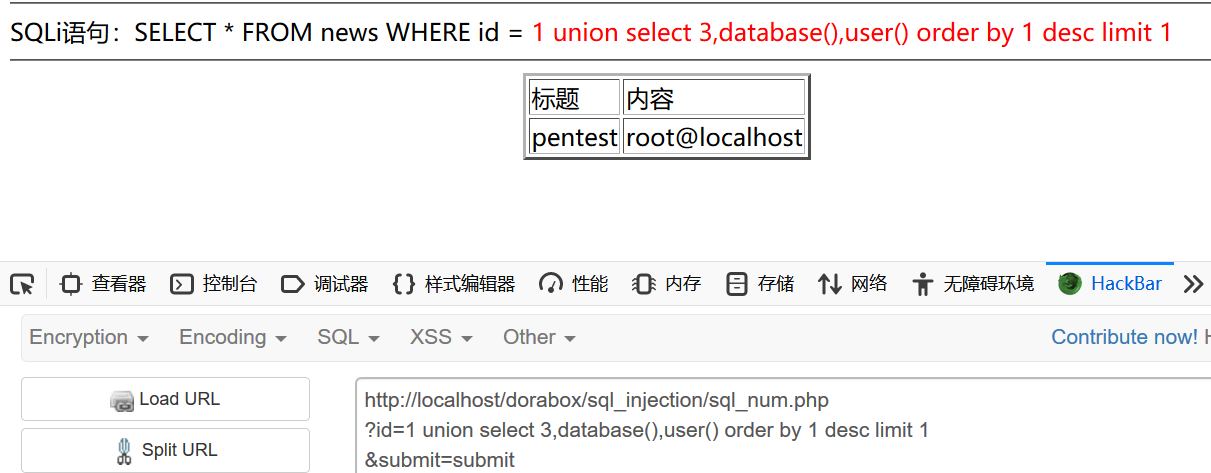 SQLi语句：SELECT * FROM news WHERE id = 1 union select 3,database(),user() order by 1 desc limit 1
标题 内容
pentest root@localhost
查看器 控制台 调试器 样式编辑器 性能 内存 存储 网络 无障碍环境 HackBar
Encryption Encoding SQL XSS Other Contribute now!
Load URL http://localhost/dorabox/sql_injection/sql_num.php
?id=1 union select 3,database(),user() order by 1 desc limit 1
Split URL &submit=submit